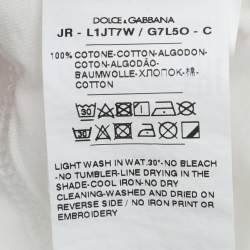 DOLCE & GABBANA
JR - L1JT7W / G7L5O - C
100% COTONE-COTTON-ALGODON-
COTON-ALGODÃO-
BAUMWOLLE-ХЛОПОК-棉-
COTTON
LIGHT WASH IN WAT.30°-NO BLEACH
-NO TUMBLER-LINE DRYING IN THE
SHADE-COOL IRON-NO DRY
CLEANING-WASHED AND DRIED ON
REVERSE SIDE / NO IRON PRINT OR
EMBROIDERY